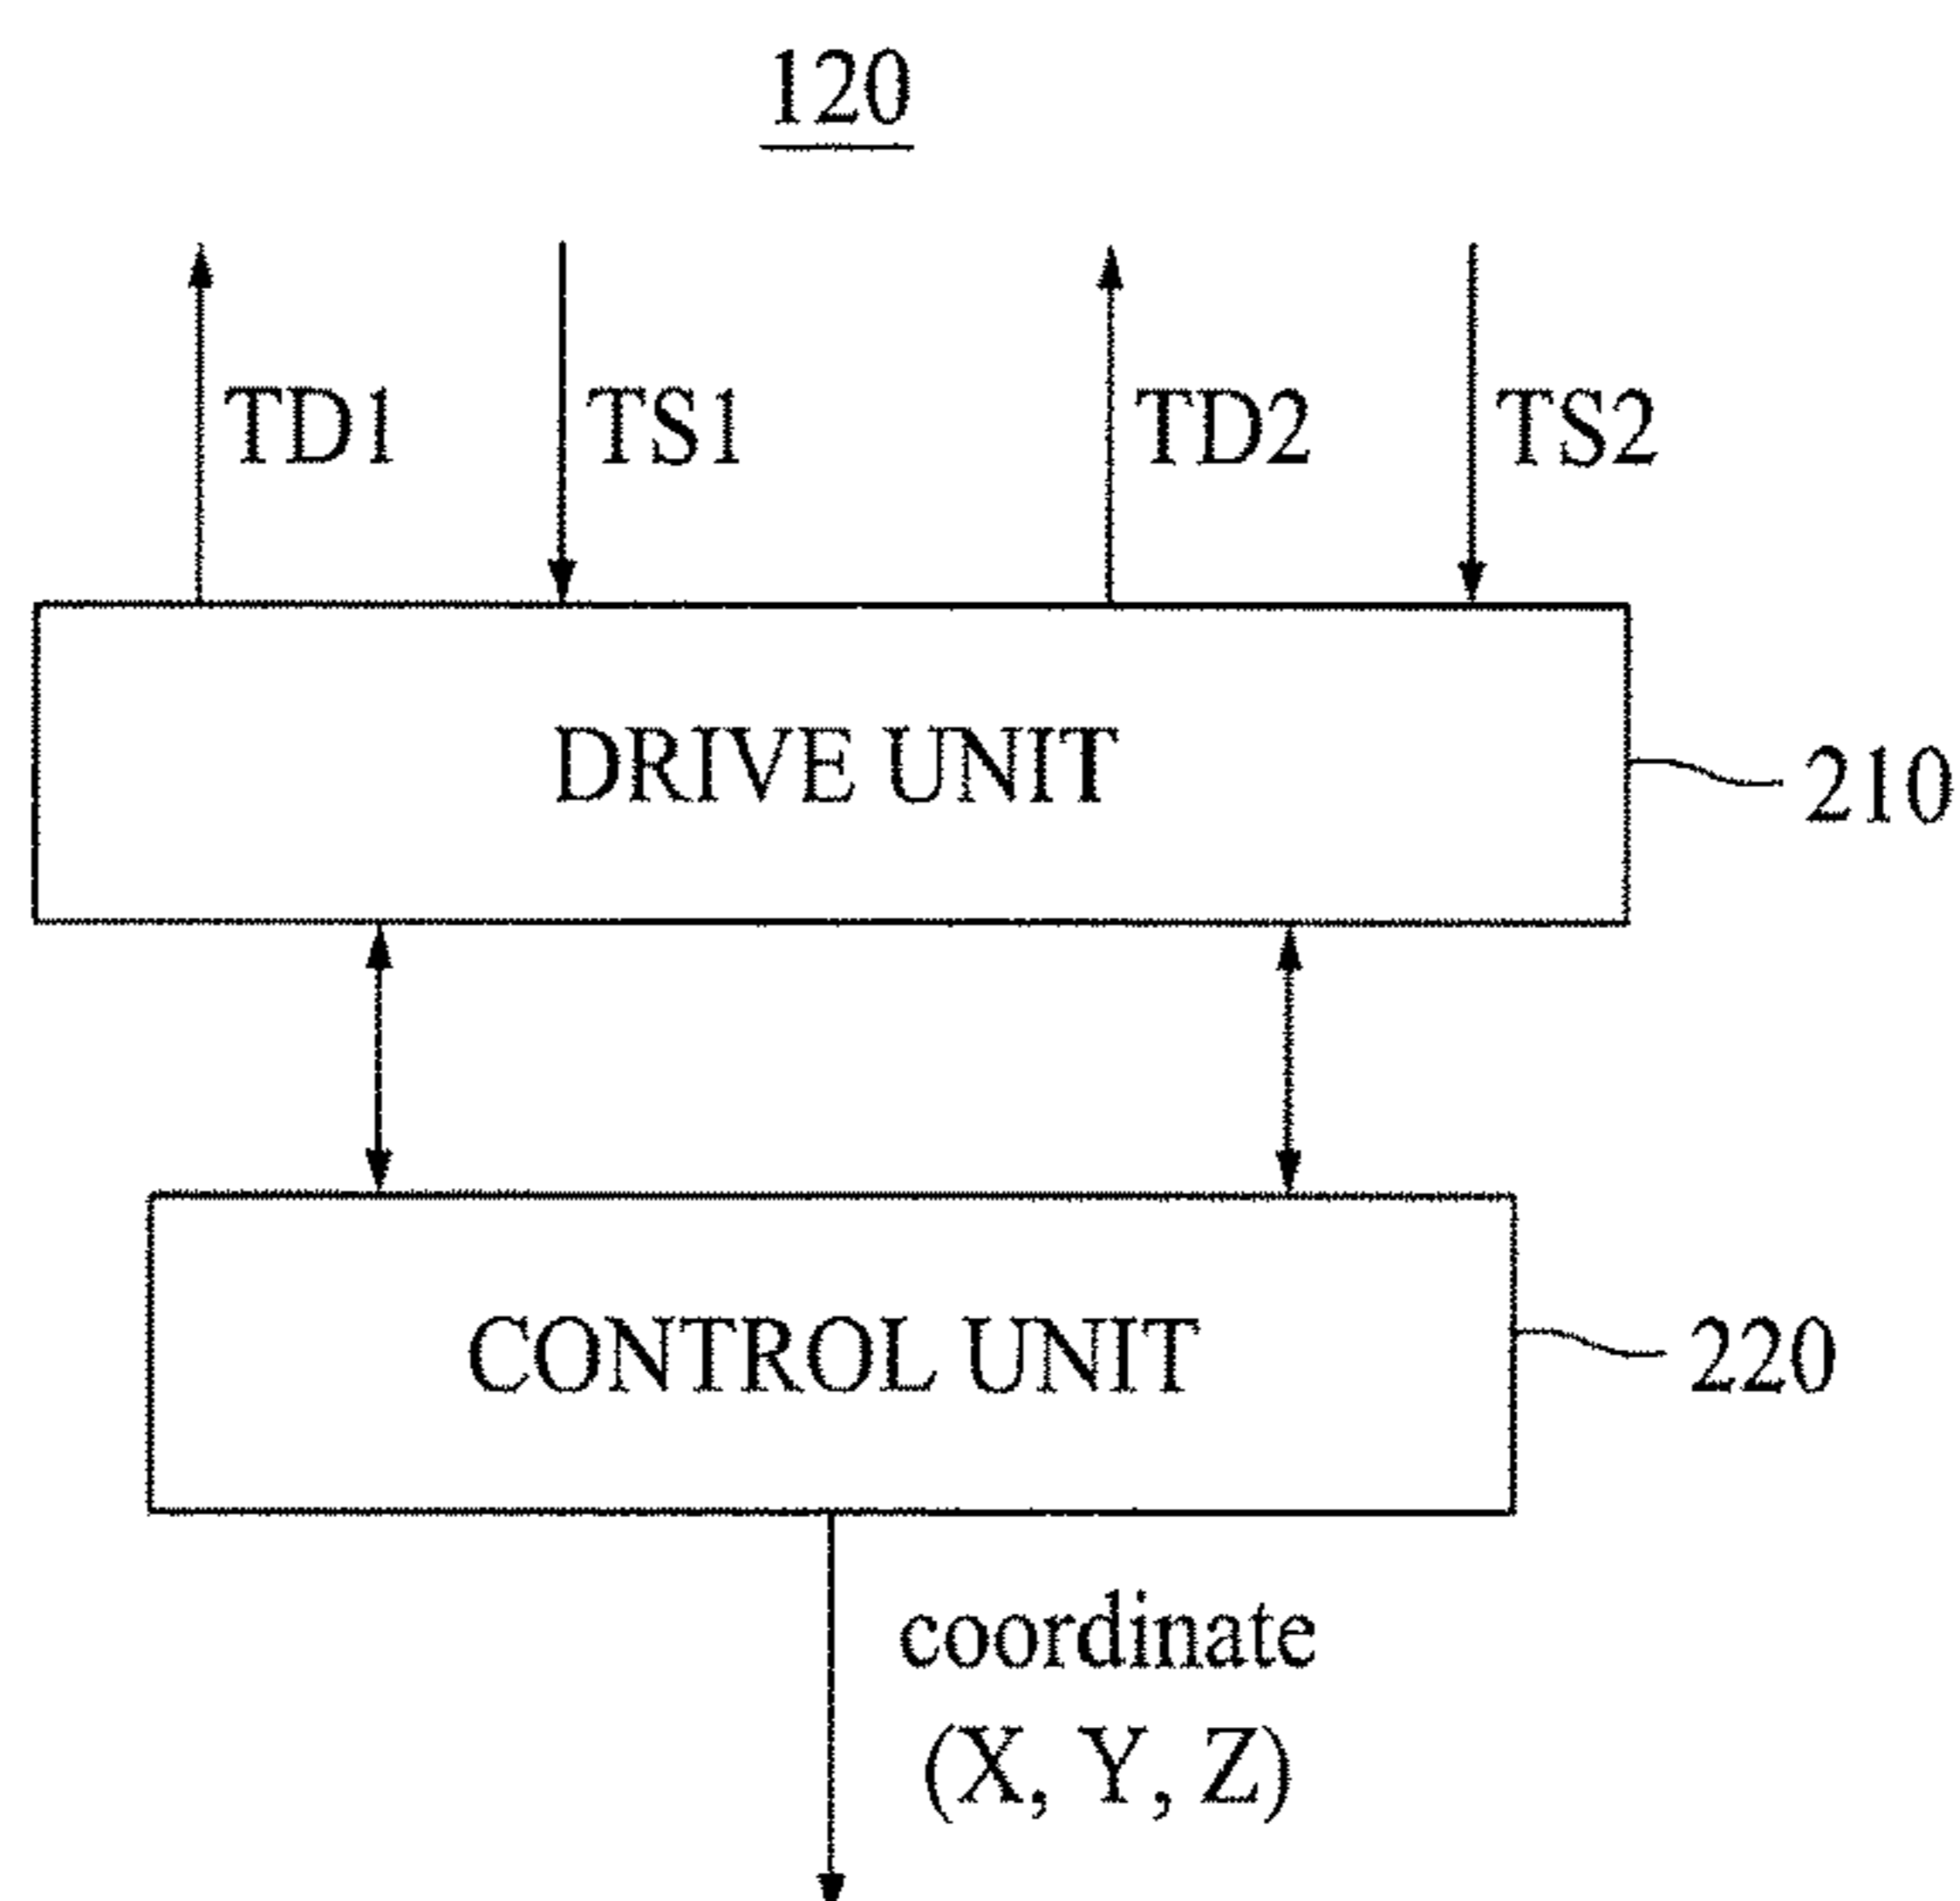 120
TD1 TS1 TD2 TS2
DRIVE UNIT
210
CONTROL UNIT
220
coordinate
(X, Y, Z)